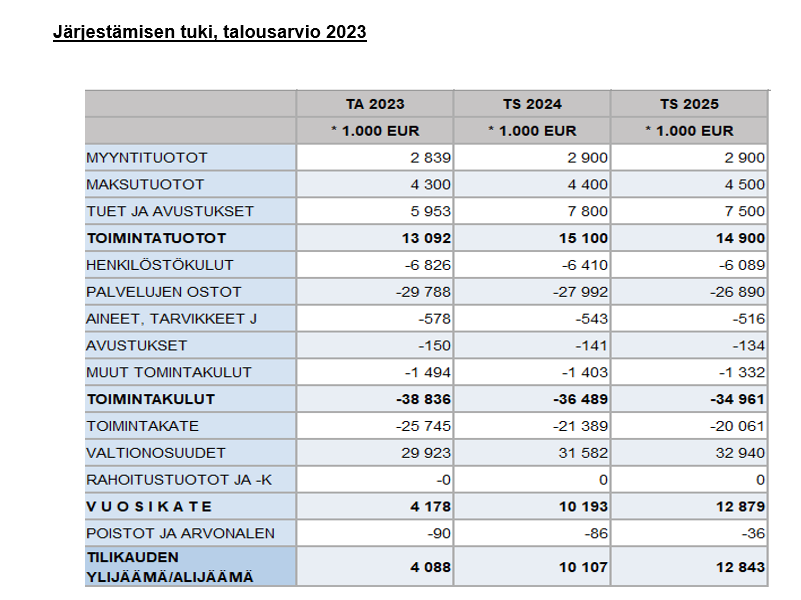 Järjestämisen tuki, talousarvio 2023
TA 2023 TS 2024 TS 2025
* 1.000 EUR * 1.000 EUR * 1.000 EUR
MYYNTITUOTOT 2 839 2 900 2 900
MAKSUTUOTOT 4 300 4 400 4 500
TUET JA AVUSTUKSET 5 953 7 800 7 500
TOIMINTATUOTOT 13 092 15 100 14 900
HENKILÖSTÖKULUT -6 826 -6 410 -6 089
PALVELUJEN OSTOT -29 788 -27 992 -26 890
AINEET, TARVIKKEET J -578 -543 -516
AVUSTUKSET -150 -141 -134
MUUT TOMINTAKULUT -1 494 -1 403 -1 332
TOIMINTAKULUT -38 836 -36 489 -34 961
TOIMINTAKATE -25 745 -21 389 -20 061
VALTIONOSUUDET 29 923 31 582 32 940
RAHOITUSTUOTOT JA -K -0 0 0
V U O S I K A T E 4 178 10 193 12 879
POISTOT JA ARVONALEN -90 -86 -36
TILIKAUDEN
YLIJÄÄMÄ/ALIJÄÄMÄ 4 088 10 107 12 843